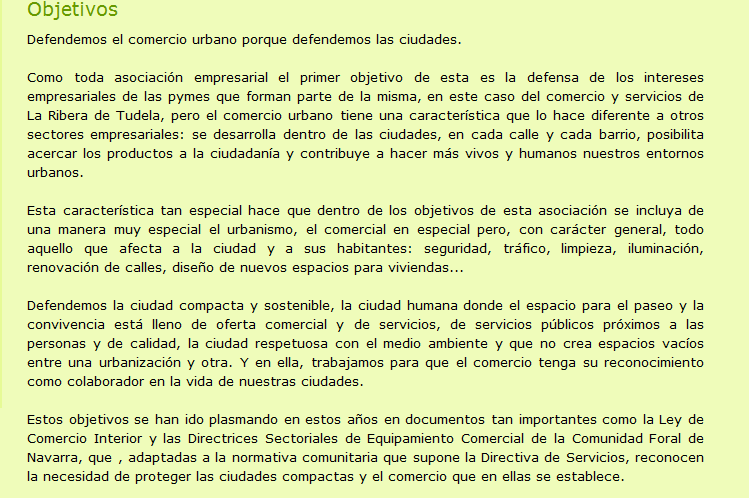 Objetivos
Defendemos el comercio urbano porque defendemos las ciudades.
Como toda asociación empresarial el primer objetivo de esta es la defensa de los intereses
empresariales de las pymes que forman parte de la misma, en este caso del comercio y servicios de
La Ribera de Tudela, pero el comercio urbano tiene una característica que lo hace diferente a otros
sectores empresariales: se desarrolla dentro de las ciudades, en cada calle y cada barrio, posibilita
acercar los productos a la ciudadanía y contribuye a hacer más vivos y humanos nuestros entornos
urbanos.
Esta característica tan especial hace que dentro de los objetivos de esta asociación se incluya de
una manera muy especial el urbanismo, el comercial en especial pero, con carácter general, todo
aquello que afecta a la ciudad y a sus habitantes: seguridad, tráfico, limpieza, iluminación,
renovación de calles, diseño de nuevos espacios para viviendas...
Defendemos la ciudad compacta y sostenible, la ciudad humana donde el espacio para el paseo y la
convivencia está lleno de oferta comercial y de servicios, de servicios públicos próximos a las
personas y de calidad, la ciudad respetuosa con el medio ambiente y que no crea espacios vacíos
entre una urbanización y otra. Y en ella, trabajamos para que el comercio tenga su reconocimiento
como colaborador en la vida de nuestras ciudades.
Estos objetivos se han ido plasmando en estos años en documentos tan importantes como la Ley de
Comercio Interior y las Directrices Sectoriales de Equipamiento Comercial de la Comunidad Foral de
Navarra, que , adaptadas a la normativa comunitaria que supone la Directiva de Servicios, reconocen
la necesidad de proteger las ciudades compactas y el comercio que en ellas se establece.